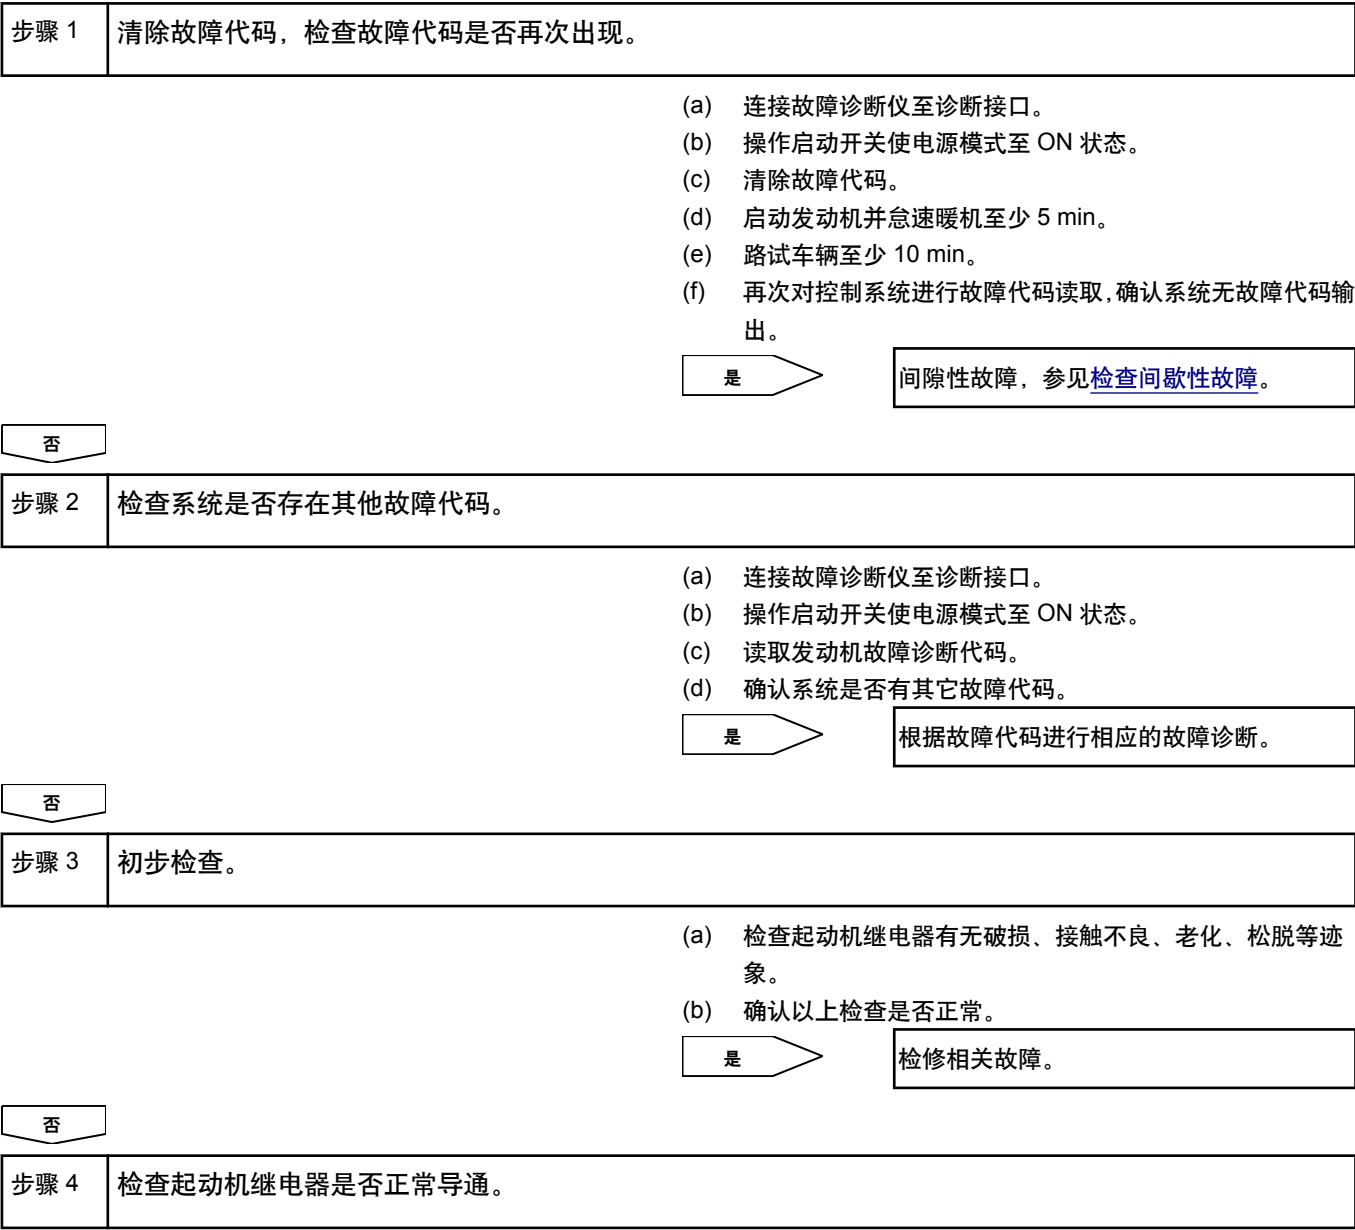 步骤 1
清除故障代码，检查故障代码是否再次出现。
(a) 连接故障诊断仪至诊断接口。
(b) 操作启动开关使电源模式至 ON 状态。
(c) 清除故障代码。
(d) 启动发动机并怠速暖机至少 5 min。
(e) 路试车辆至少 10 min。
(f) 再次对控制系统进行故障代码读取，确认系统无故障代码输
出。
是
间隙性故障，参见检查间歇性故障。
否
步骤 2
检查系统是否存在其他故障代码。
(a) 连接故障诊断仪至诊断接口。
(b) 操作启动开关使电源模式至 ON 状态。
(c) 读取发动机故障诊断代码。
(d) 确认系统是否有其它故障代码。
是
根据故障代码进行相应的故障诊断。
否
步骤 3
初步检查。
(a) 检查起动机继电器有无破损、接触不良、老化、松脱等迹
象。
(b) 确认以上检查是否正常。
是
检修相关故障。
否
步骤 4
检查起动机继电器是否正常导通。